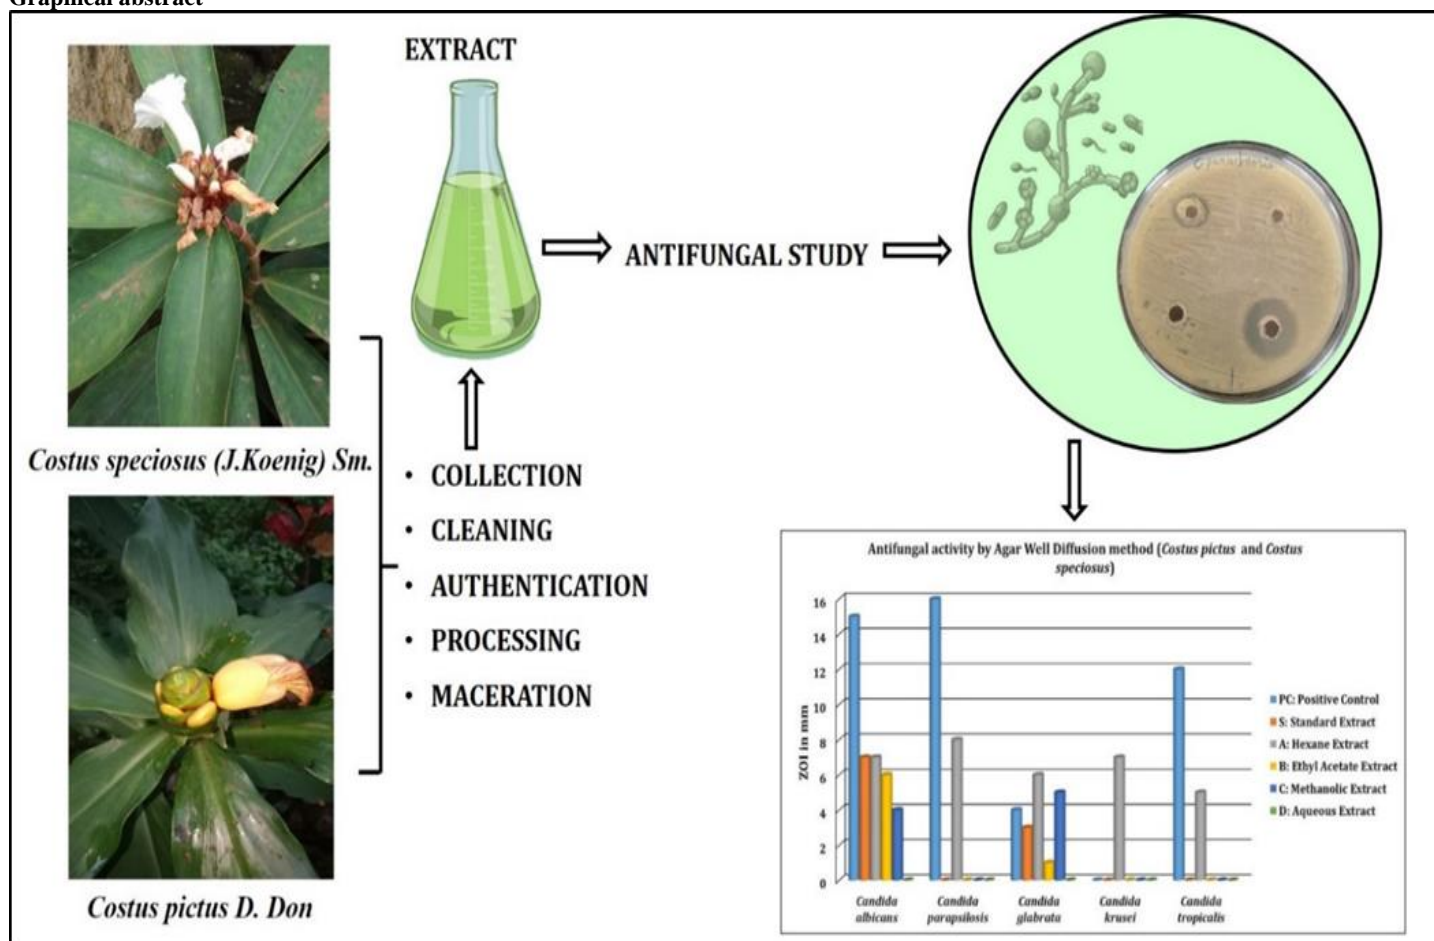 Graphical abstract
EXTRACT
ANTIFUNGAL STUDY
Costus speciosus (J.Koenig) Sm.
• COLLECTION
• CLEANING
• AUTHENTICATION
• PROCESSING
• MACERATION
Costus pictus D. Don
Antifungal activity by Agar Well Diffusion method (Costus pictus and Costus
speciosus)
ZOI in mm
16
14
12
10
8
6
4
2
0
Candida
albicans
Candida
parapsilosis
Candida
glabrata
Candida
krusei
Candida
tropicalis
PC: Positive Control
S: Standard Extract
A: Hexane Extract
B: Ethyl Acetate Extract
C: Methanolic Extract
D: Aqueous Extract